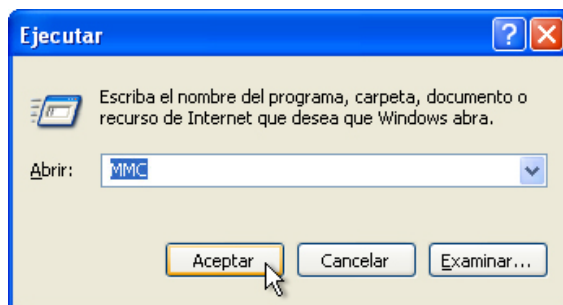 Ejecutar
?
Escriba el nombre del programa, carpeta, documento o
recurso de Internet que desea que Windows abra.
Abrir: MMC
Aceptar Cancelar Examinar...